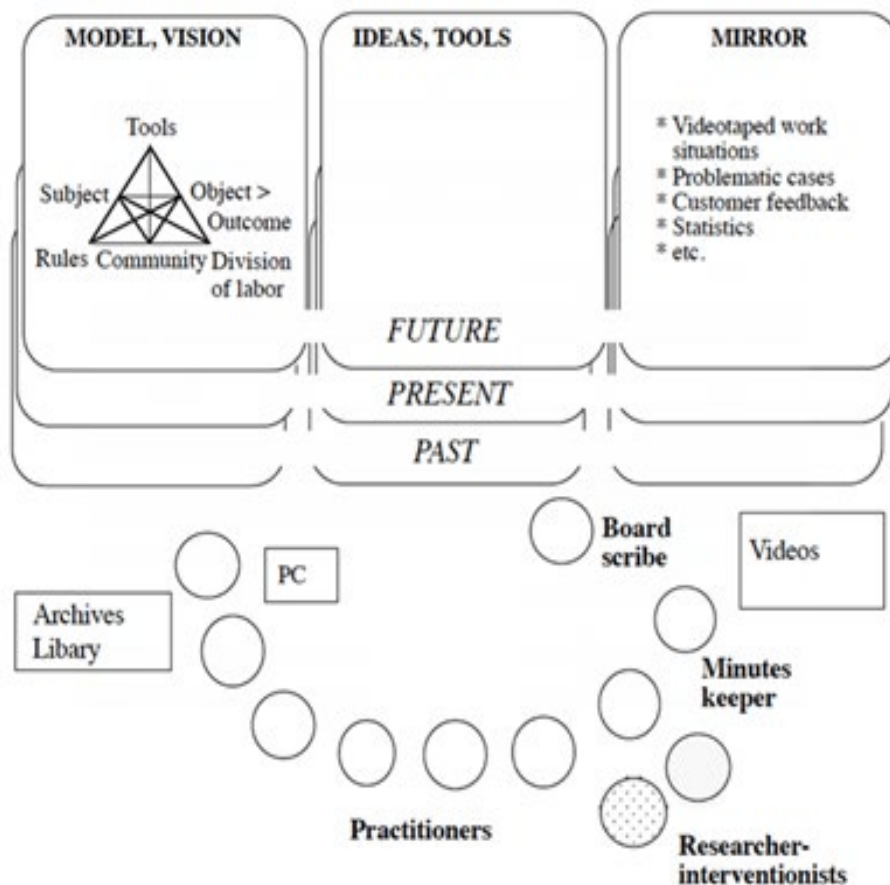 MODEL, VISION
IDEAS, TOOLS
MIRROR
Tools
Subject
Object >
Outcome
Rules Community Division
of labor
* Videotaped work
situations
* Problematic cases
* Customer feedback
* Statistics
* etc.
FUTURE
PRESENT
PAST
Board
scribe
Videos
PC
Archives
Libary
Minutes
keeper
Practitioners
Researcher-
interventionists